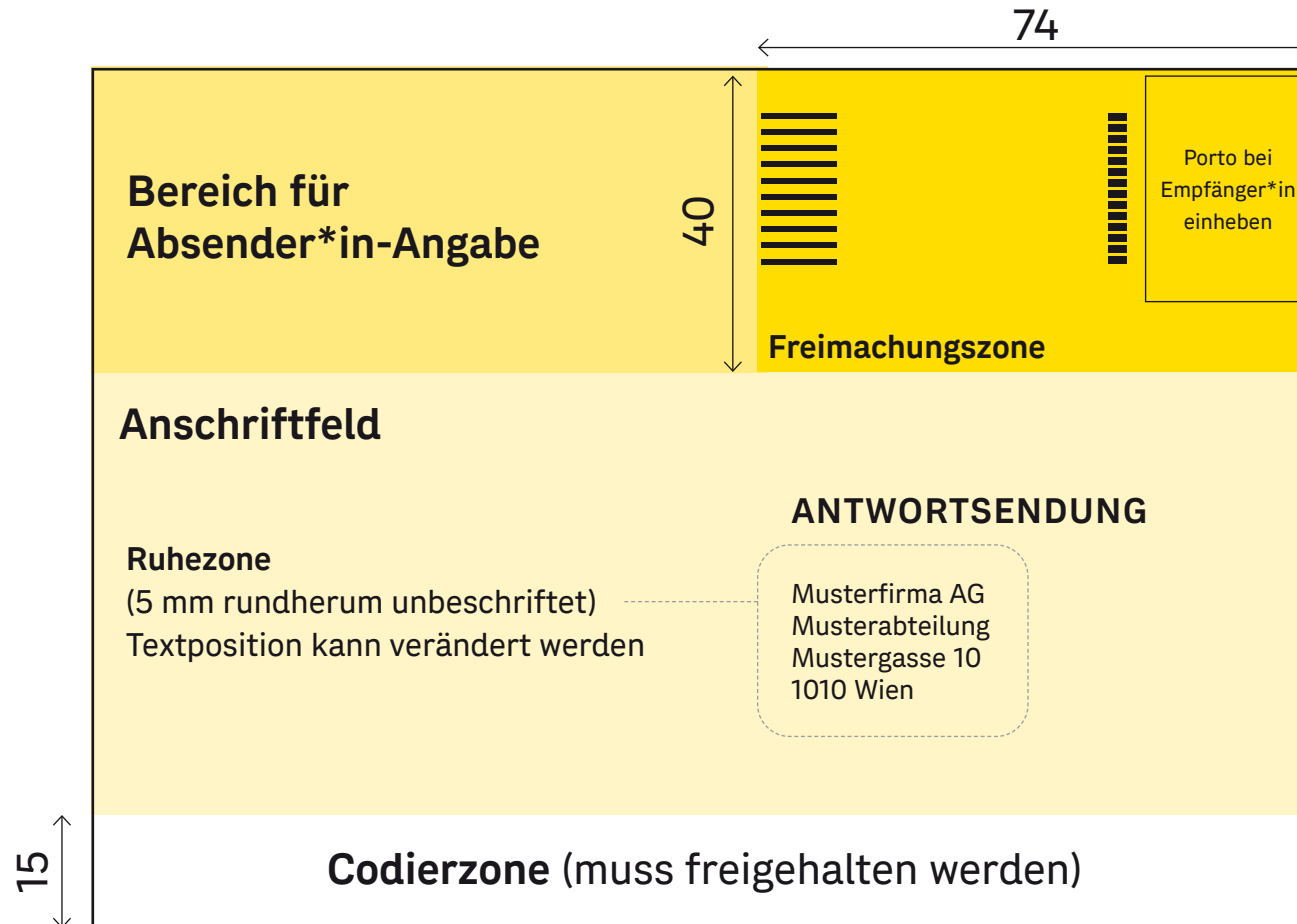 74
Bereich für
Absender*in-Angabe
40
Porto bei
Empfänger*in
einheben
Freimachungszone
Anschriftfeld
ANTWORTSENDUNG
Ruhezone
(5 mm rundherum unbeschriftet)
Textposition kann verändert werden
Musterfirma AG
Musterabteilung
Mustergasse 10
1010 Wien
15
Codierzone (muss freigehalten werden)